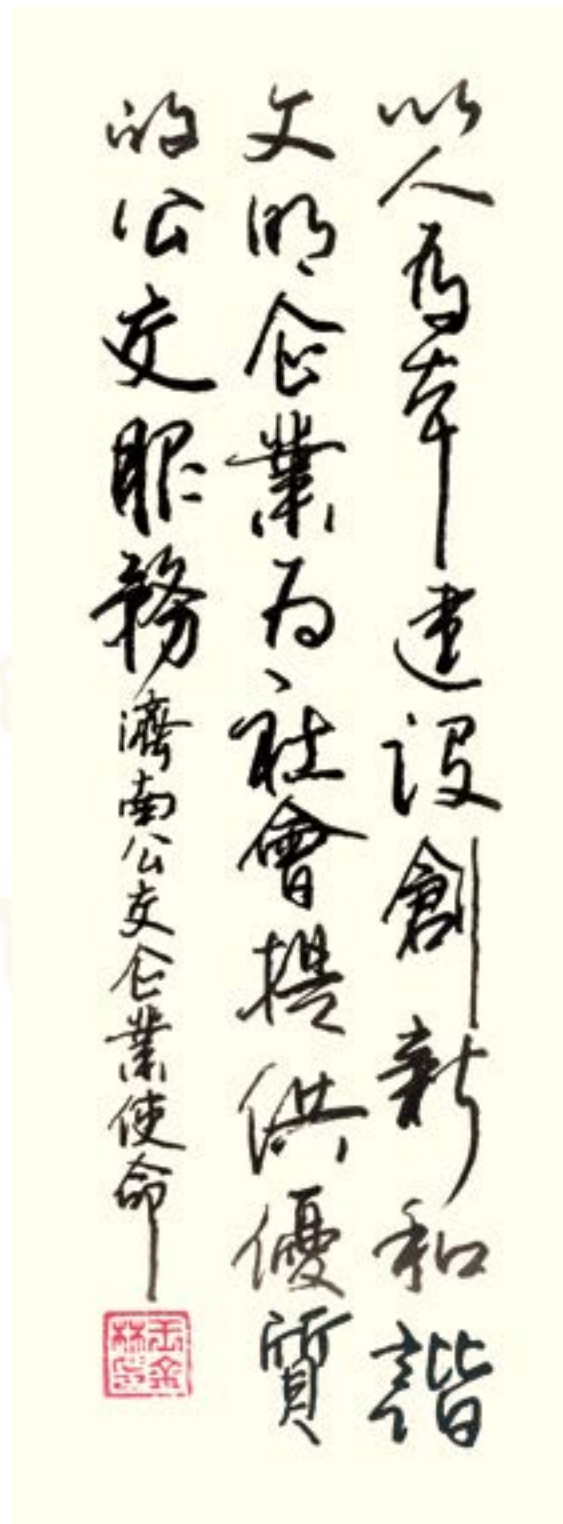 以人為本建設創新和諧
文明企業為社會提供優質
的公交服務濟南公交企業使命